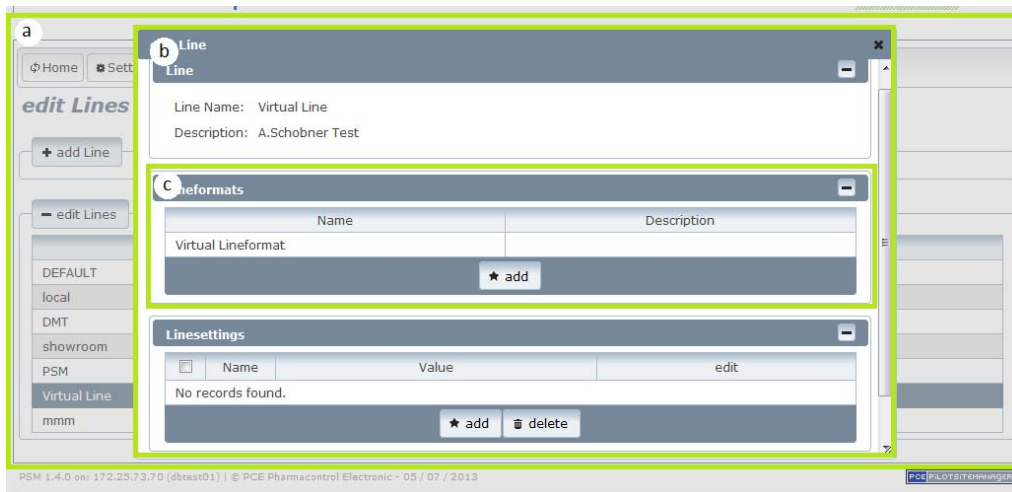 a
b
Line
Home
Sett
Line
edit Lines
Line Name: Virtual Line
Description: A.Schobner Test
add Line
c
neformats
edit Lines
Name Description
Virtual Lineformat
add
DEFAULT
local
DMT
showroom
PSM
Virtual Line
mmm
Linesettings
Name Value edit
No records found.
add delete
PSM 1.4.0 on: 172.25.73.70 (dbtest01) | © PCE Pharmacontrol Electronic - 05 / 07 / 2013
PCE PILOTSITEMANAGER